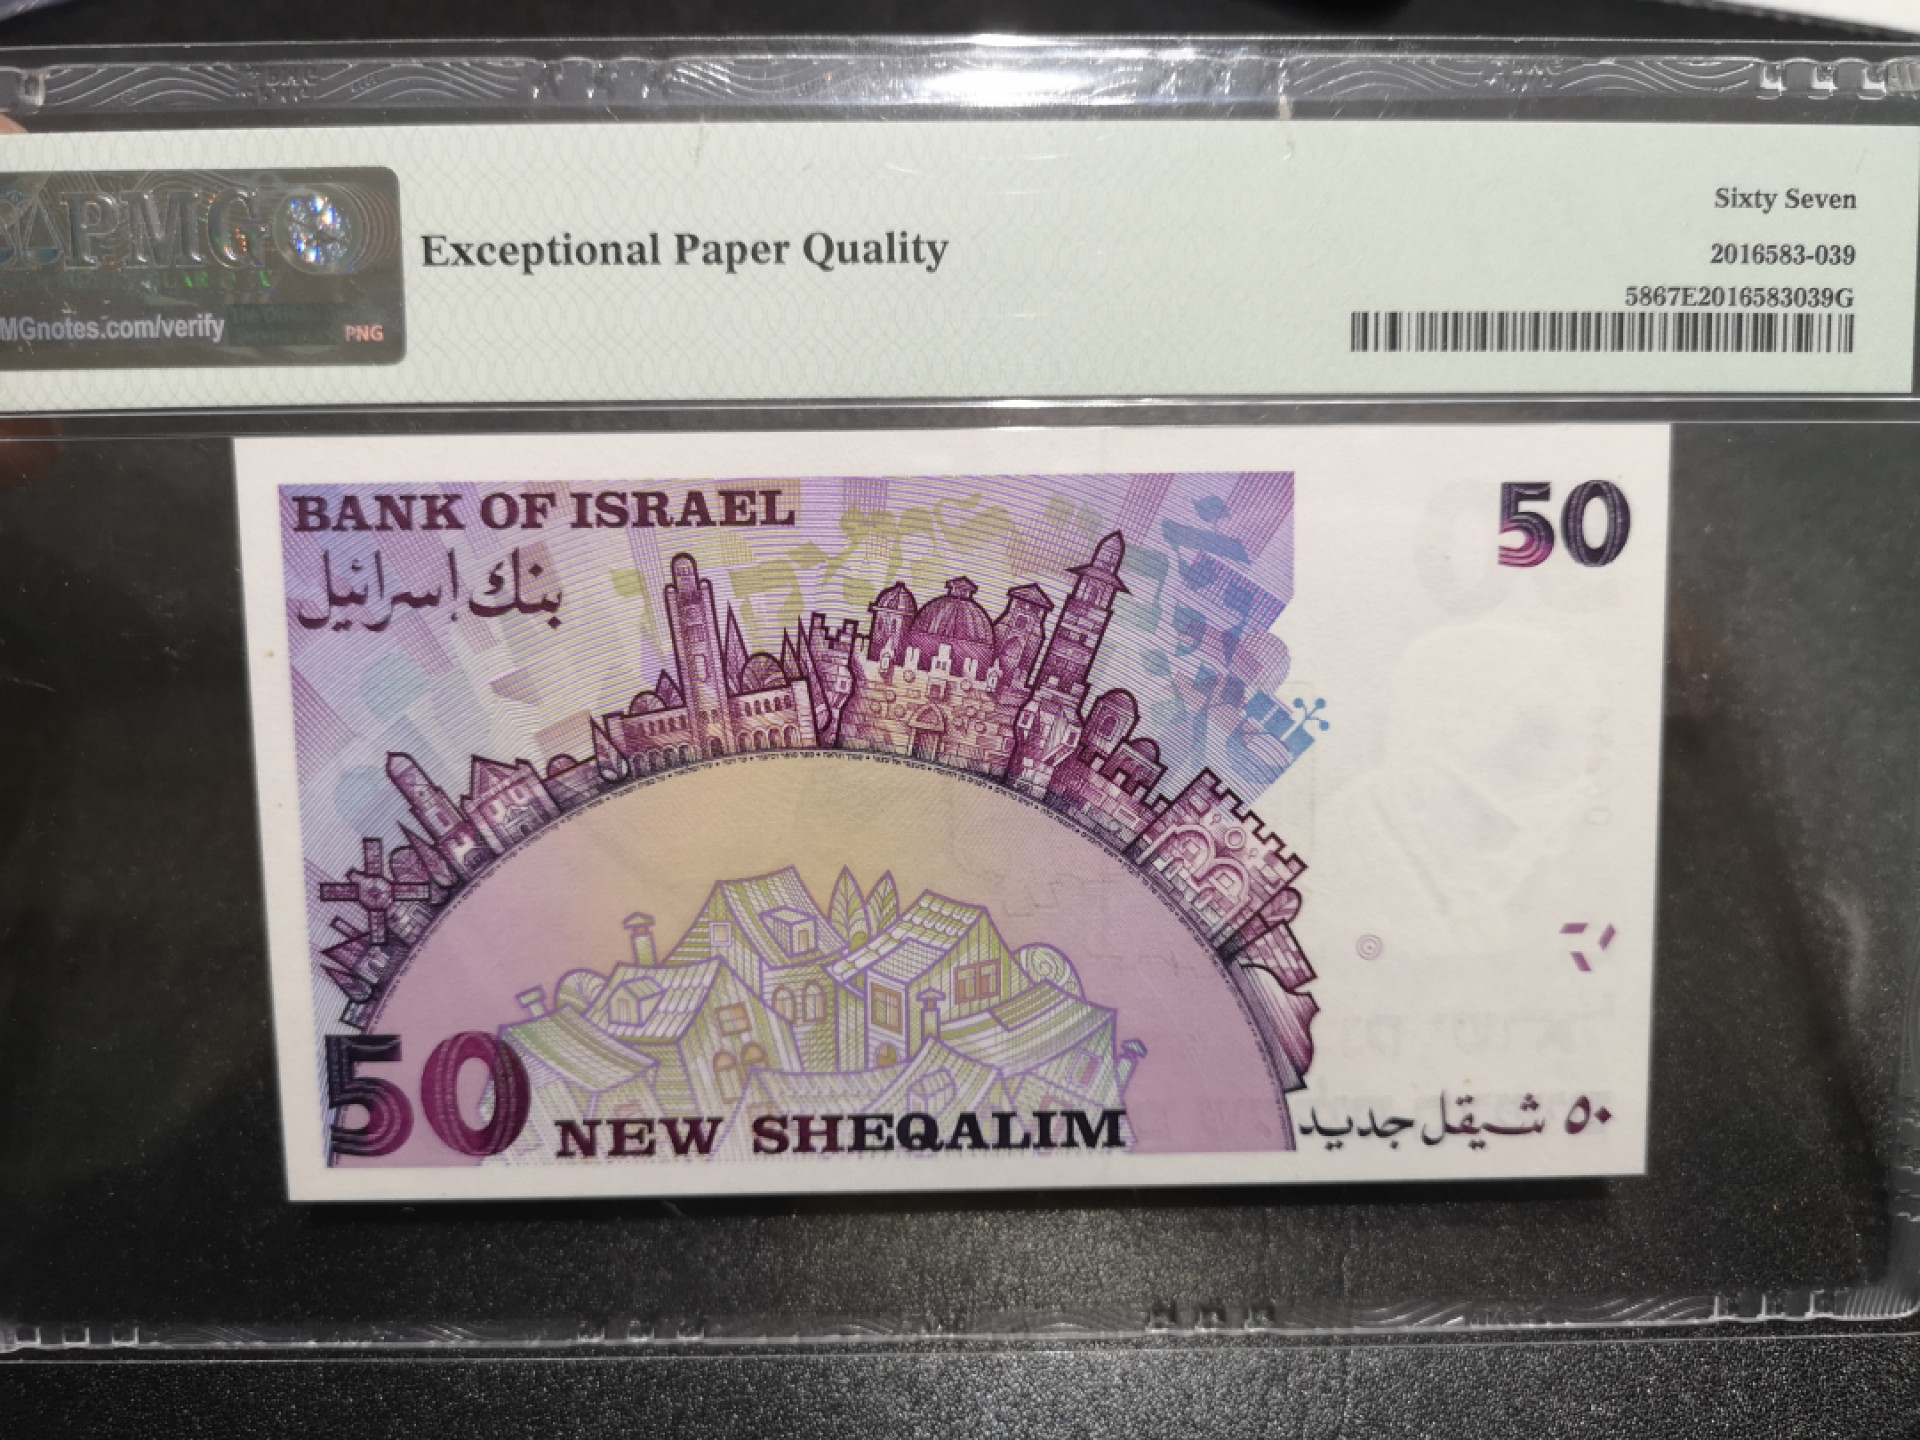 PMG
MGnotes.com/verify
PNG
Exceptional Paper Quality
Sixty Seven
2016583-039
5867E2016583039G
BANK OF ISRAEL
بنك إسرائيل
50
50 NEW SHEQALIM
٥٠ شيقل جديد